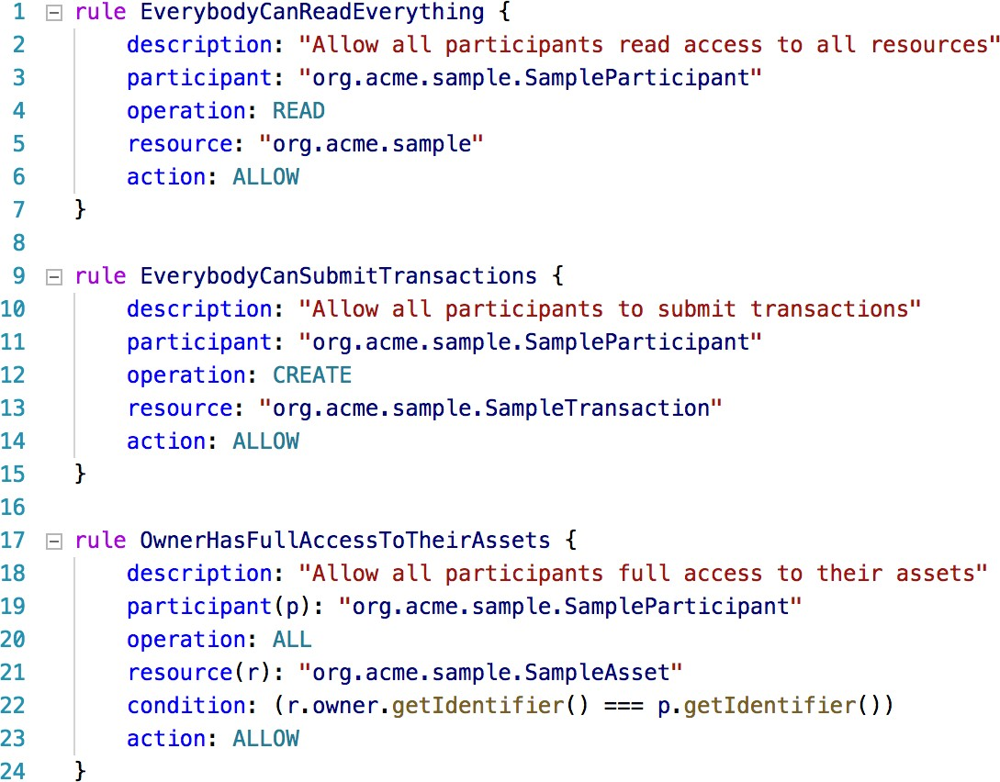 1 rule EverybodyCanReadEverything {
2 description: "Allow all participants read access to all resources"
3 participant: "org.acme.sample.SampleParticipant"
4 operation: READ
5 resource: "org.acme.sample"
6 action: ALLOW
7 }
8
9 rule EverybodyCanSubmitTransactions {
10 description: "Allow all participants to submit transactions"
11 participant: "org.acme.sample.SampleParticipant"
12 operation: CREATE
13 resource: "org.acme.sample.SampleTransaction"
14 action: ALLOW
15 }
16
17 rule OwnerHasFullAccessToTheirAssets {
18 description: "Allow all participants full access to their assets"
19 participant(p): "org.acme.sample.SampleParticipant"
20 operation: ALL
21 resource(r): "org.acme.sample.SampleAsset"
22 condition: (r.owner.getIdentifier() === p.getIdentifier())
23 action: ALLOW
24 }